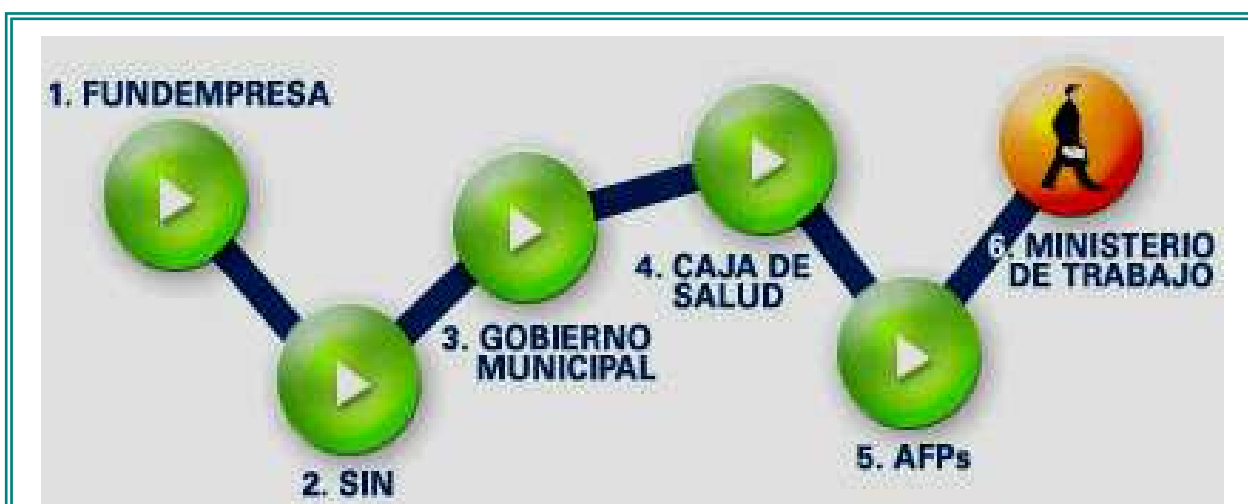 1. FUNDEMPRESA
2. SIN
3. GOBIERNO
MUNICIPAL
4. CAJA DE
SALUD
5. AFPs
6. MINISTERIO
DE TRABAJO